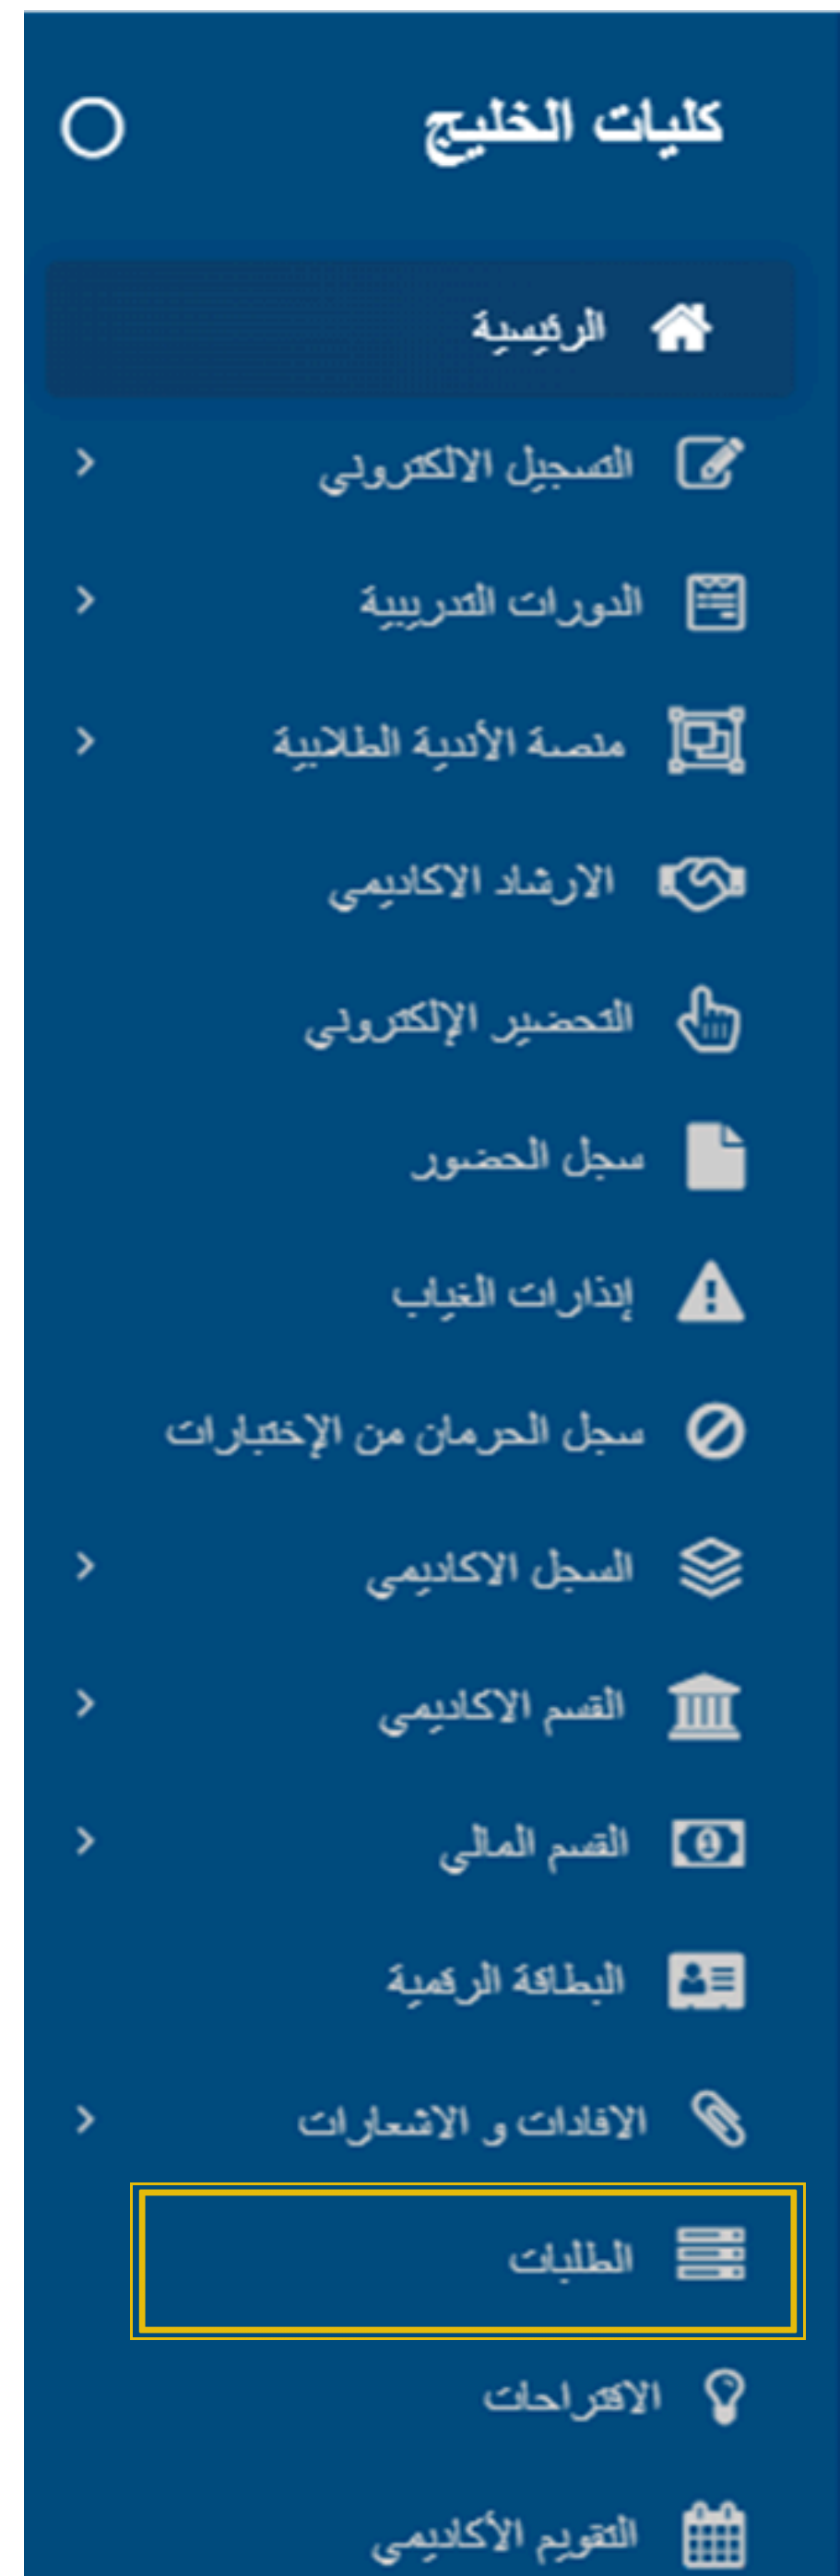 كليات الخليج
الرئيسية
التسجيل الالكتروني
الدورات التدريبية
منصة الأندية الطلابية
الارشاد الاكاديمي
التحضير الإلكتروني
سجل الحضور
إنذارات الغياب
سجل الحرمان من الإختبارات
السجل الاكاديمي
القسم الاكاديمي
القسم المالي
البطاقة الرقمية
الافادات و الاشعارات
الطلبات
الاقتراحات
التقويم الأكاديمي